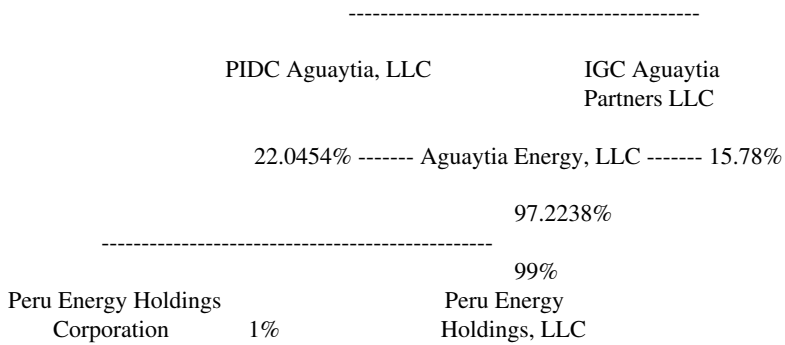 --------------------------------------------
PIDC Aguaytia, LLC IGC Aguaytia
Partners LLC
22.0454% ------- Aguaytia Energy, LLC ------- 15.78%
97.2238%
-------------------------------------------------
99%
Peru Energy Holdings Peru Energy
Corporation 1% Holdings, LLC